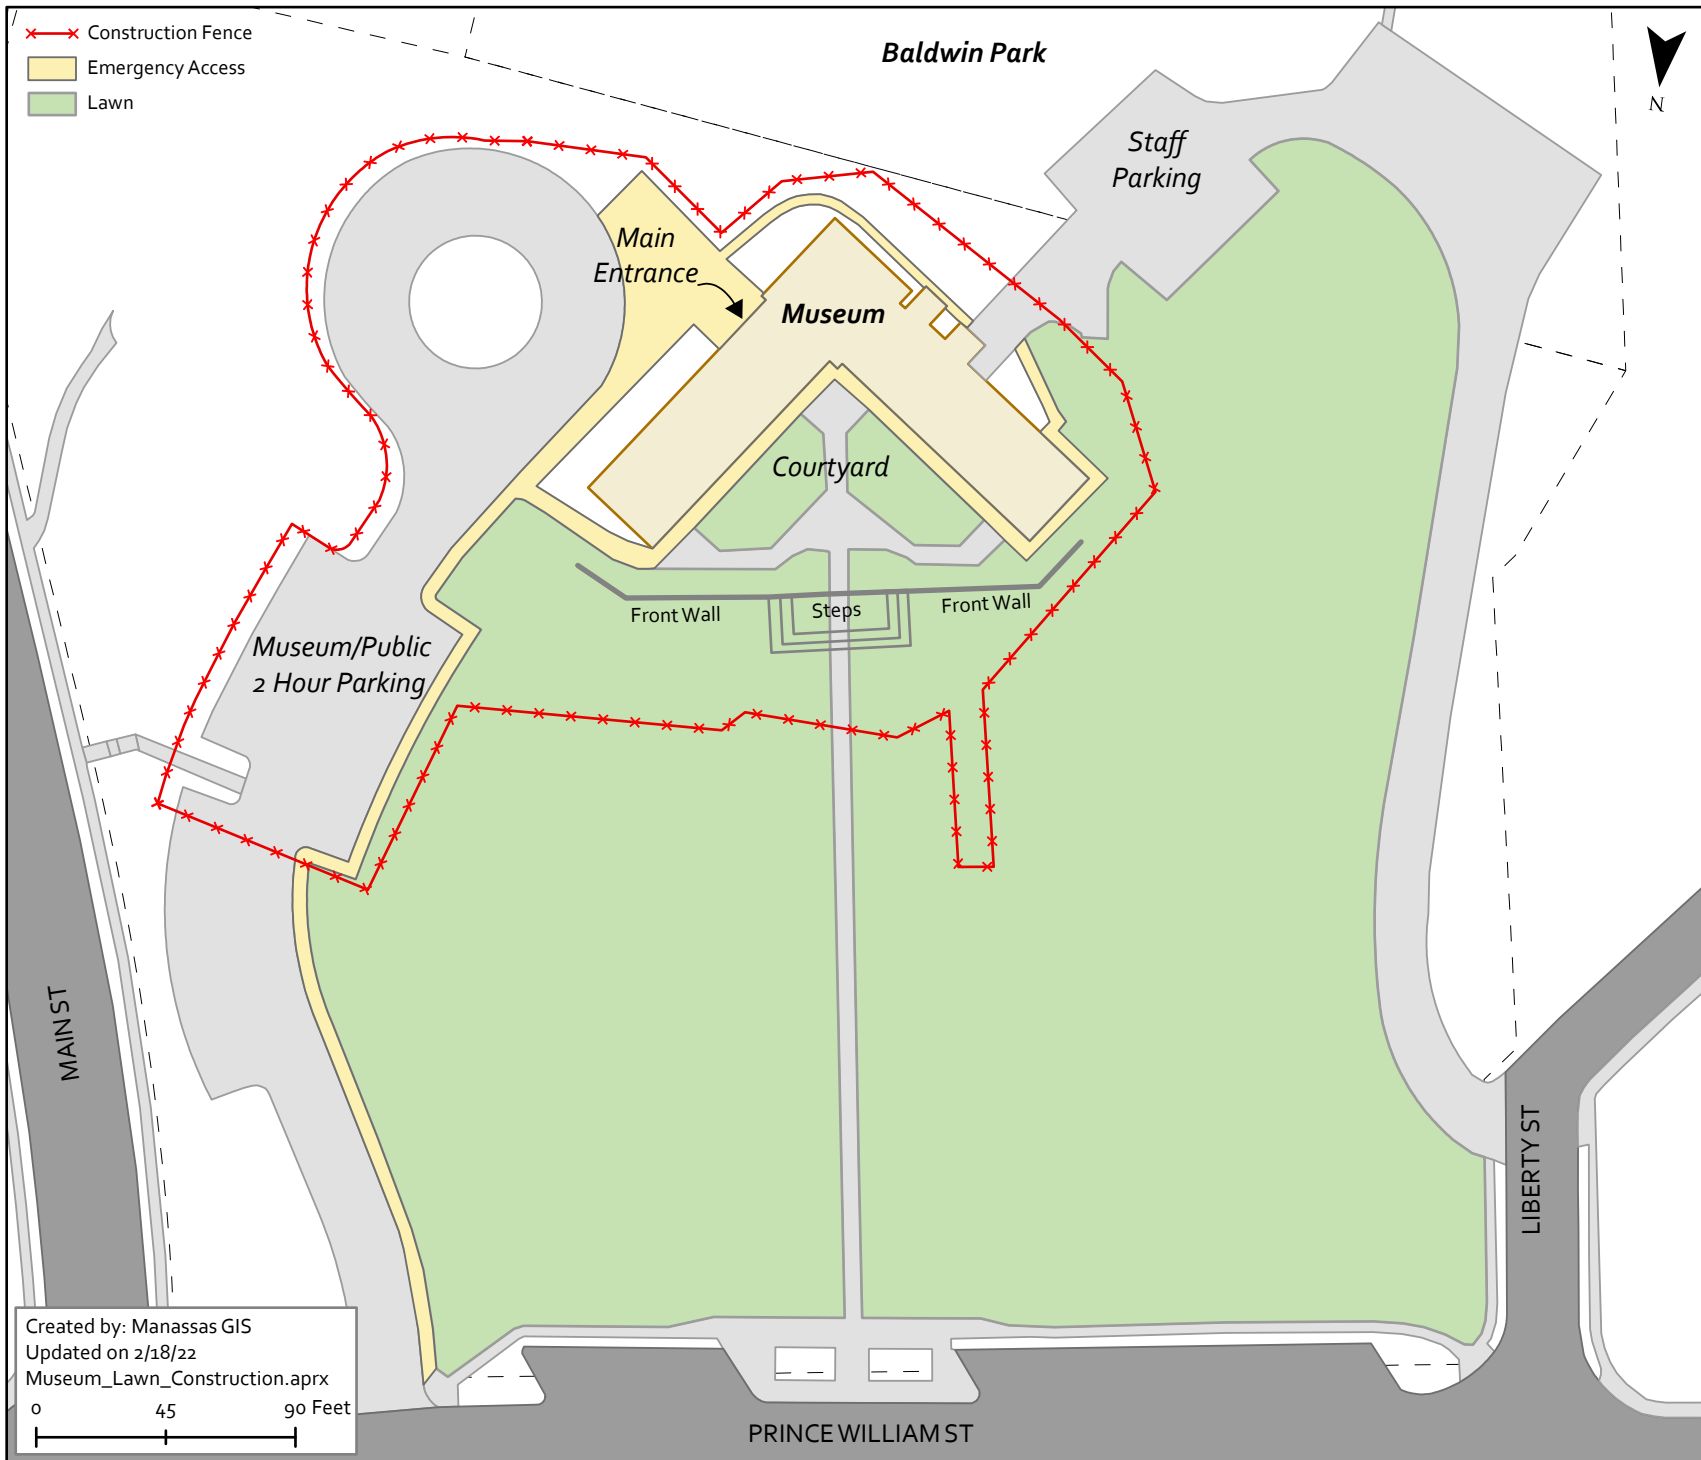 Construction Fence
Emergency Access
Lawn
Baldwin Park
N
Staff
Parking
Main
Entrance
Museum
Courtyard
Front Wall
Steps
Front Wall
Museum/Public
2 Hour Parking
MAIN ST
LIBERTY ST
PRINCE WILLIAM ST
Created by: Manassas GIS
Updated on 2/18/22
Museum_Lawn_Construction.aprx
0 45 90 Feet